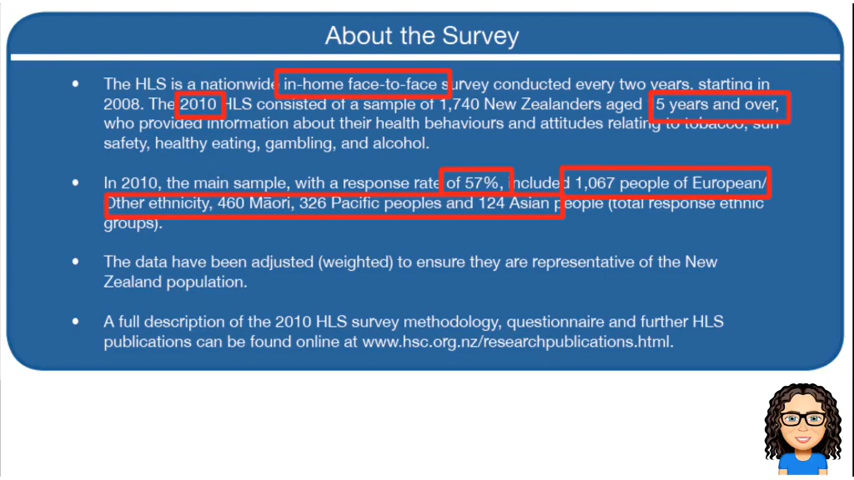 About the Survey
• The HLS is a nationwide in-home face-to-face survey conducted every two years, starting in
2008. The 2010 HLS consisted of a sample of 1,740 New Zealanders aged 5 years and over,
who provided information about their health behaviours and attitudes relating to tobacco, sun
safety, healthy eating, gambling, and alcohol.
• In 2010, the main sample, with a response rate of 57%, included 1,067 people of European/
Other ethnicity, 460 Māori, 326 Pacific peoples and 124 Asian people (total response ethnic
groups).
• The data have been adjusted (weighted) to ensure they are representative of the New
Zealand population.
• A full description of the 2010 HLS survey methodology, questionnaire and further HLS
publications can be found online at www.hsc.org.nz/researchpublications.html.